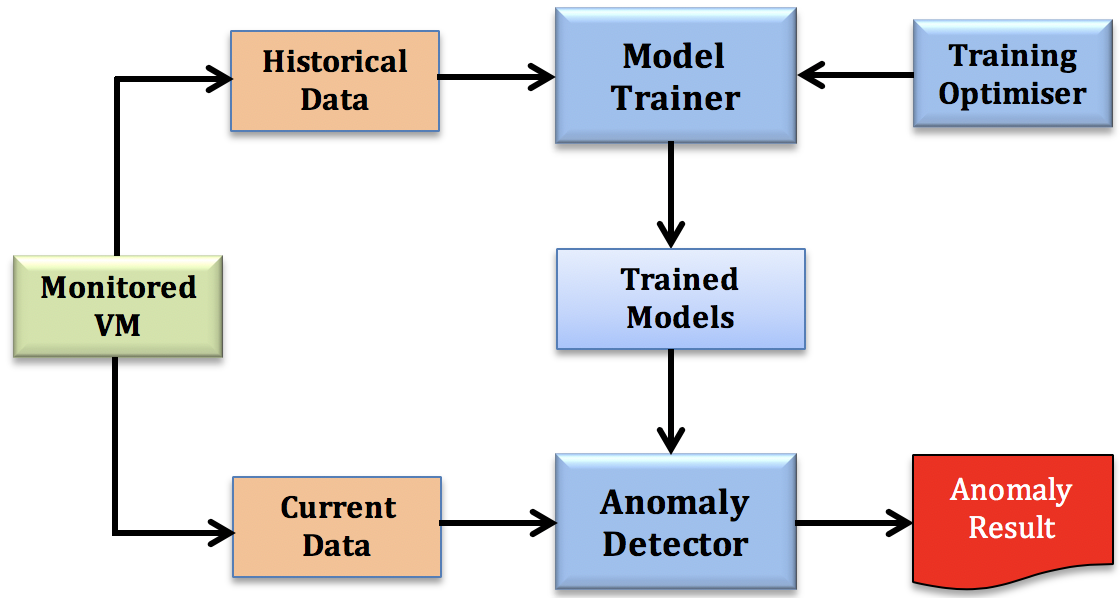 Historical
Data
Model
Trainer
Training
Optimiser
Monitored
VM
Trained
Models
Current
Data
Anomaly
Detector
Anomaly
Result